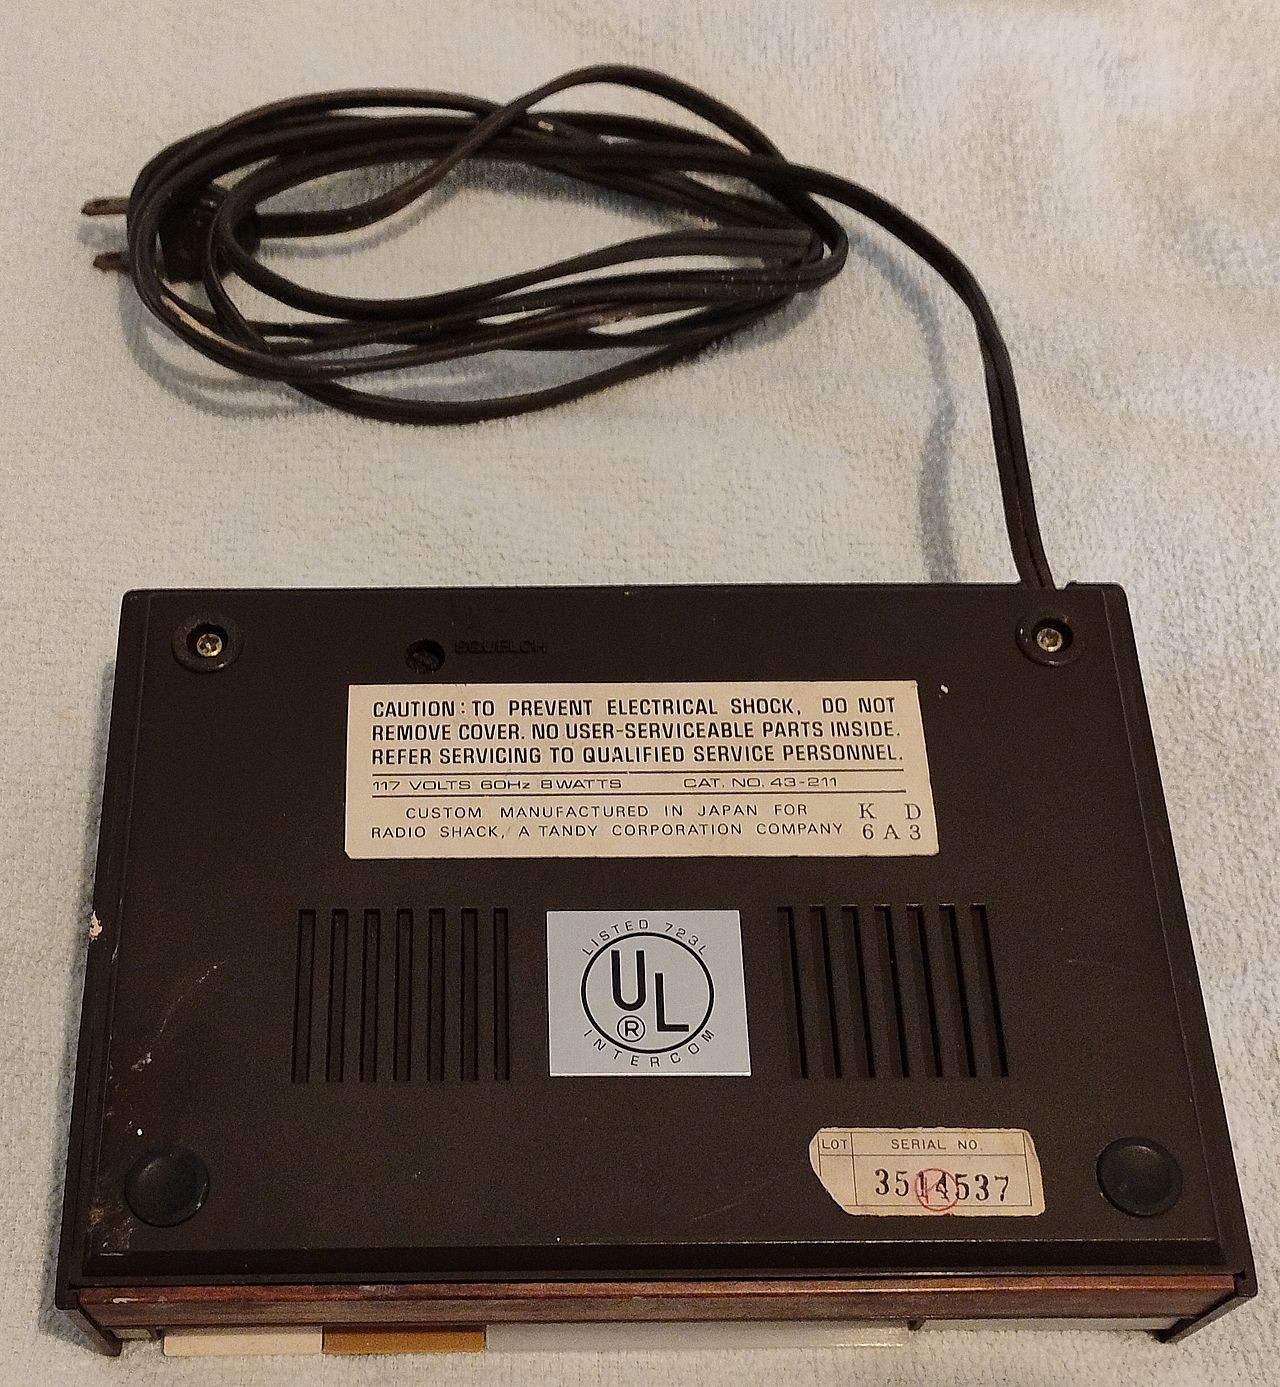 SQUELCH
CAUTION: TO PREVENT ELECTRICAL SHOCK, DO NOT
REMOVE COVER. NO USER-SERVICEABLE PARTS INSIDE.
REFER SERVICING TO QUALIFIED SERVICE PERSONNEL.
117 VOLTS 60Hz 8WATTS CAT. NO. 43-211
CUSTOM MANUFACTURED IN JAPAN FOR K D
RADIO SHACK, A TANDY CORPORATION COMPANY 6 A 3
LISTED 723L
UL
®
INTERCOM
LOT SERIAL NO.
3514537